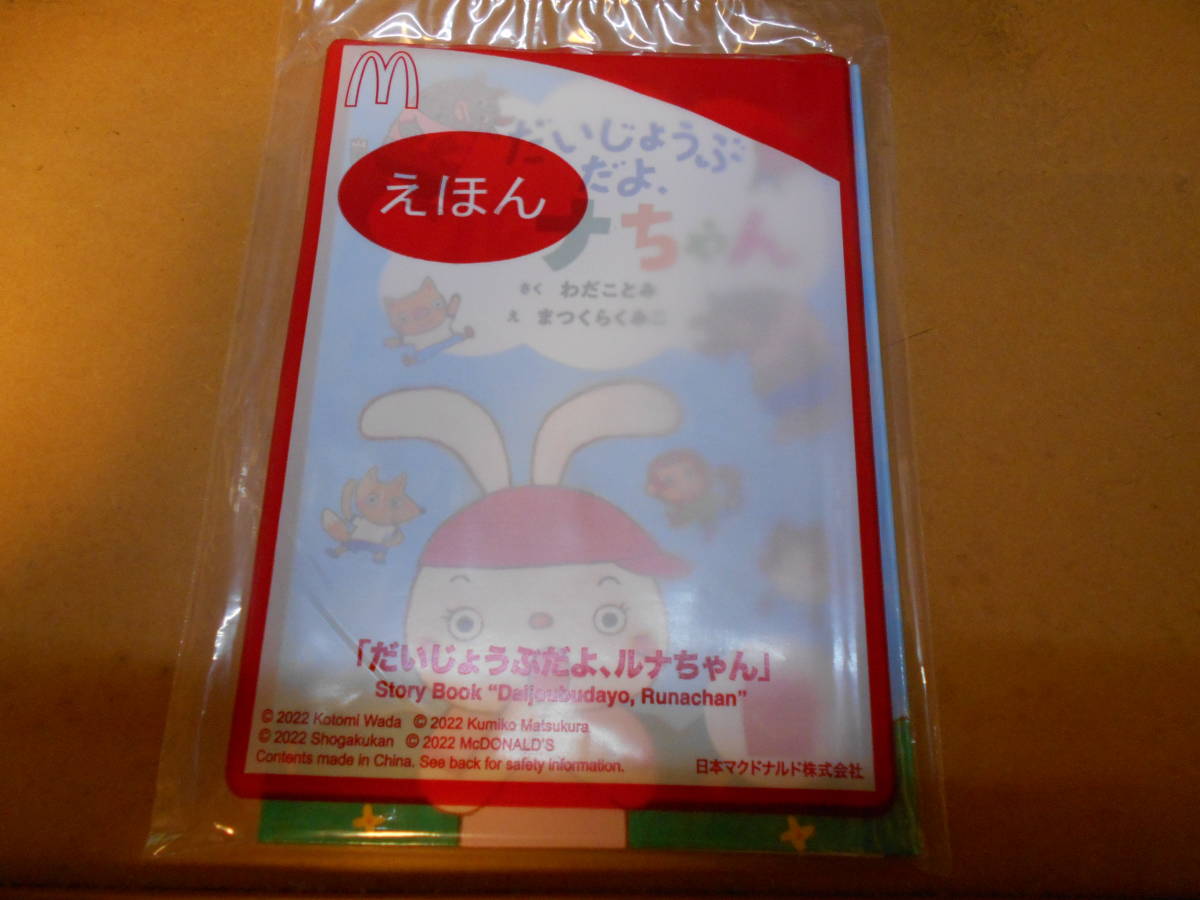 えほん
だいじょうぶ
だよ、
ナちゃん
さく わだことみ
え まつくらくみこ
「だいじょうぶだよ、ルナちゃん」
Story Book "Daijoubudayo, Runachan"
© 2022 Kotomi Wada © 2022 Kumiko Matsukura
© 2022 Shogakukan © 2022 McDONALD'S
Contents made in China. See back for safety information.
日本マクドナルド株式会社